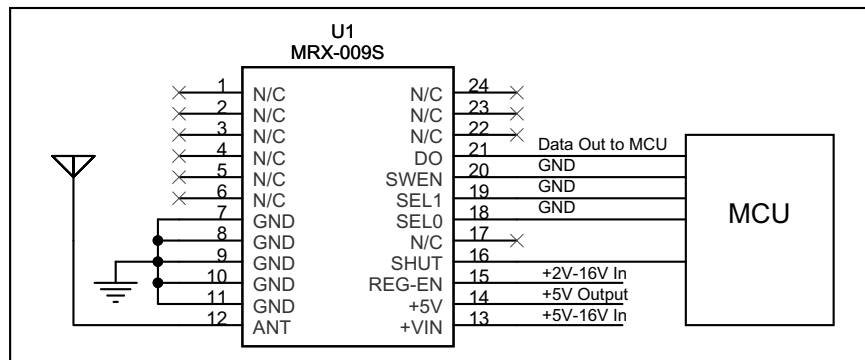 U1
MRX-009S
1 N/C N/C 24
2 N/C N/C 23
3 N/C N/C 22
4 N/C DO 21 Data Out to MCU
5 N/C SWEN 20 GND
6 N/C SEL1 19 GND
7 GND SEL0 18 GND
8 GND N/C 17
9 GND SHUT 16
10 GND REG-EN 15 +2V-16V In
11 GND +5V 14 +5V Output
12 ANT +VIN 13 +5V-16V In
MCU